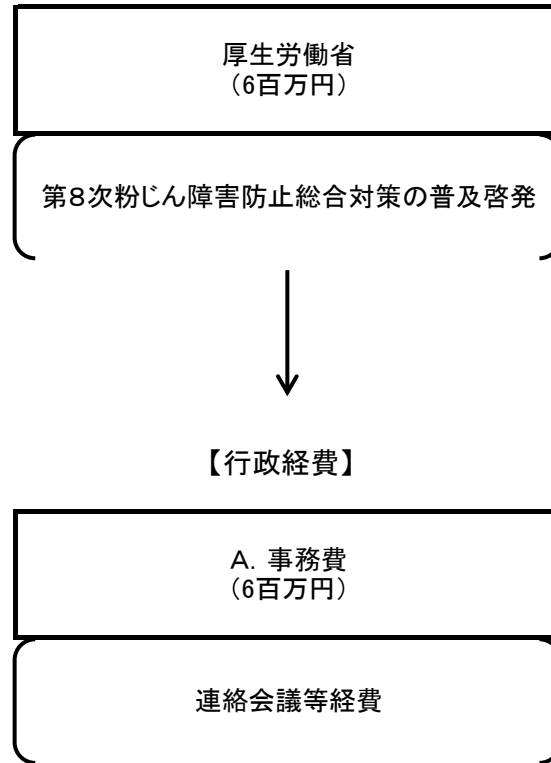 厚生労働省
（6百万円）
第８次粉じん障害防止総合対策の普及啓発
【行政経費】
Ａ．事務費
（6百万円）
連絡会議等経費